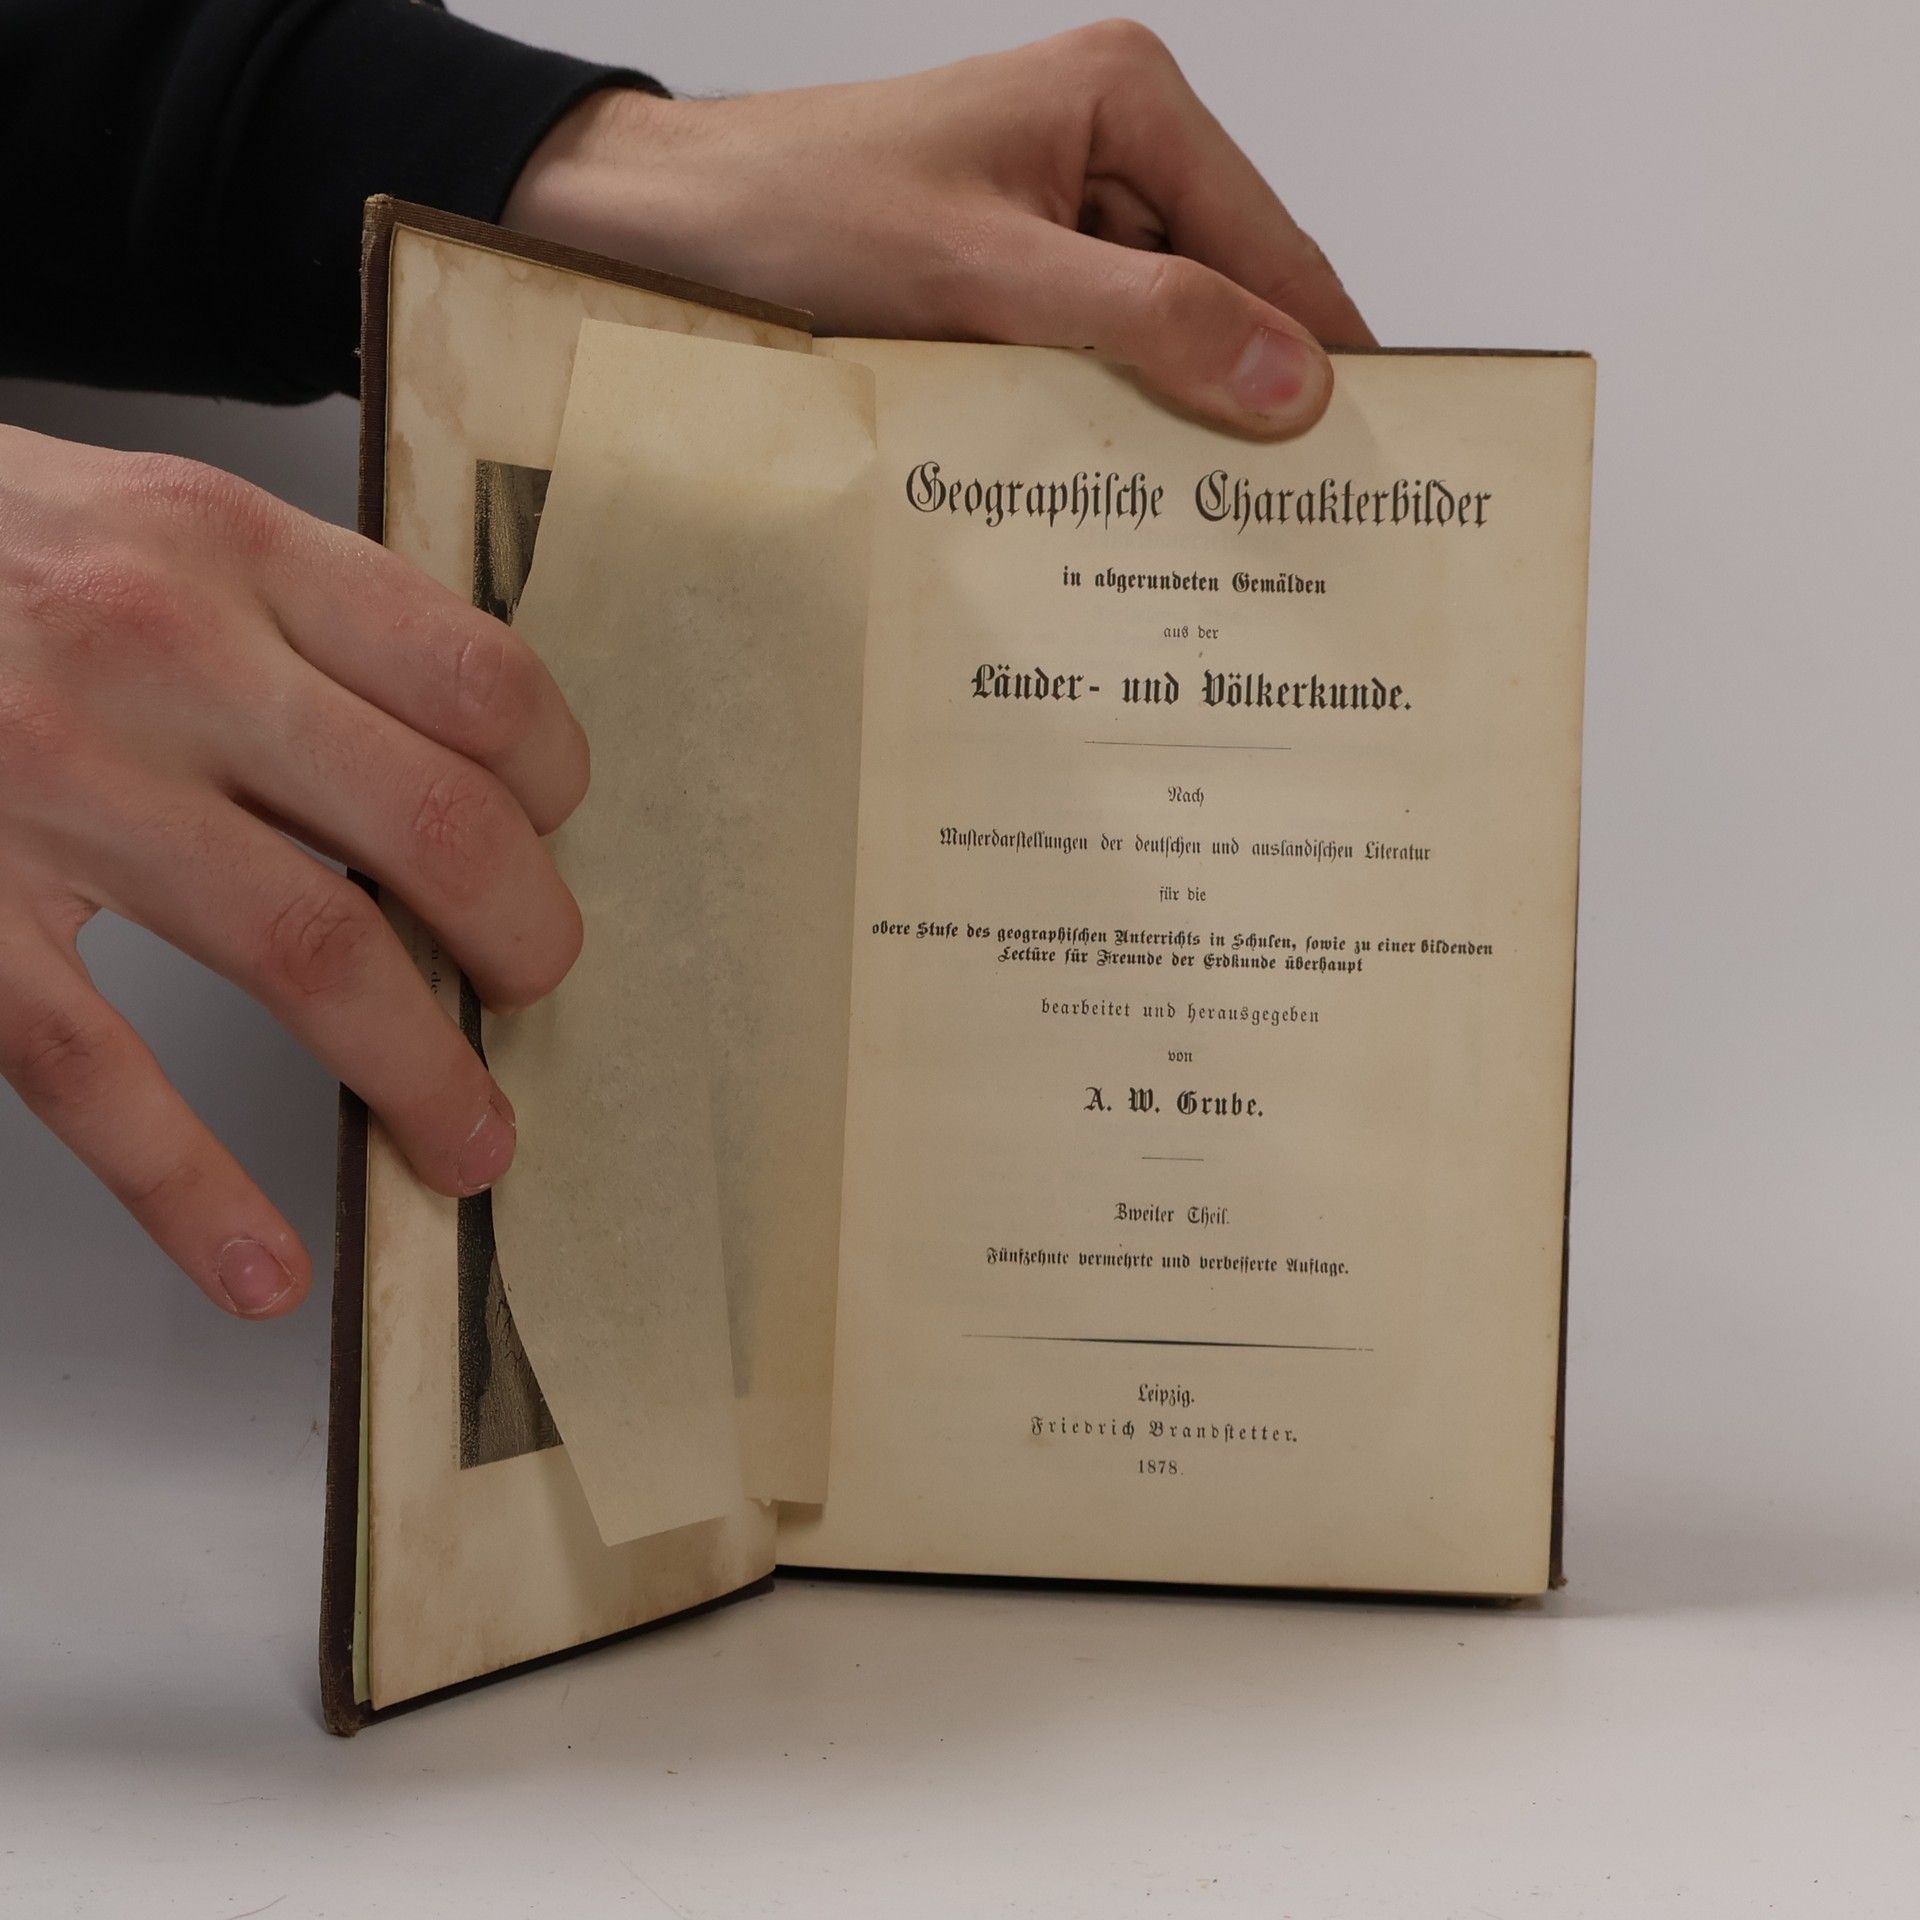 Geographische Charakterbilder
in abgerundeten Gemälden
aus der
Länder- und Völkerkunde.
Nach
Musterdarstellungen der deutschen und ausländischen Literatur
für die
obere Stufe des geographischen Unterrichts in Schulen, sowie zu einer bildenden
Lectüre für Freunde der Erdkunde überhaupt
bearbeitet und herausgegeben
von
A. W. Grube.
Zweiter Theil.
Fünfzehnte vermehrte und verbesserte Auflage.
Leipzig.
Friedrich Brandstetter.
1878.